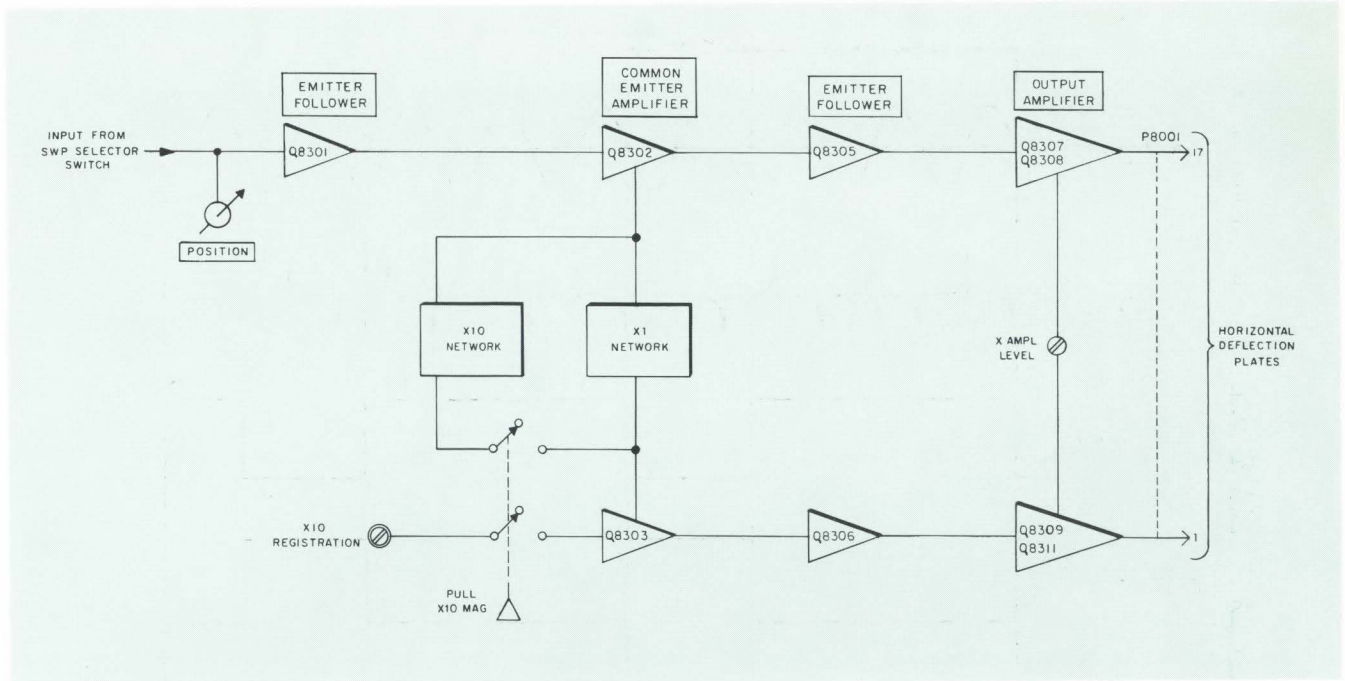 EMITTER
FOLLOWER
COMMON
EMITTER
AMPLIFIER
EMITTER
FOLLOWER
OUTPUT
AMPLIFIER
INPUT FROM
SWP SELECTOR
SWITCH
Q8301
Q8302
Q8305
Q8307
Q8308
P8001
17
POSITION
X10
NETWORK
X1
NETWORK
X AMPL
LEVEL
HORIZONTAL
DEFLECTION
PLATES
X10
REGISTRATION
Q8303
Q8306
Q8309
Q8311
1
PULL
X10 MAG